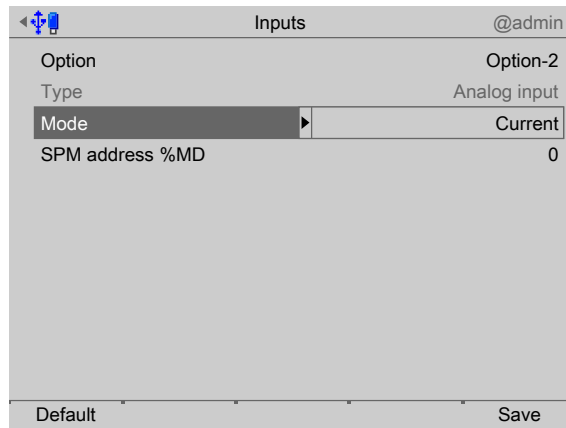 Inputs @admin
Option Option-2
Type Analog input
Mode Current
SPM address %MD 0
Default Save